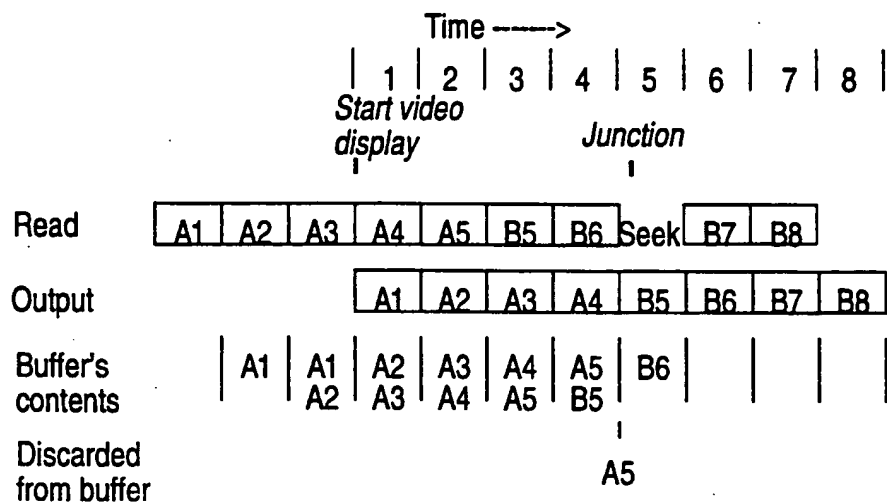 Time ----->
1 2 3 4 5 6 7 8
Start video
display
Junction
Read A1 A2 A3 A4 A5 B5 B6 Seek B7 B8
Output A1 A2 A3 A4 B5 B6 B7 B8
Buffer's A1 A1 A2 A3 A4 A5 B6
contents A2 A3 A4 A5 B5
Discarded A5
from buffer